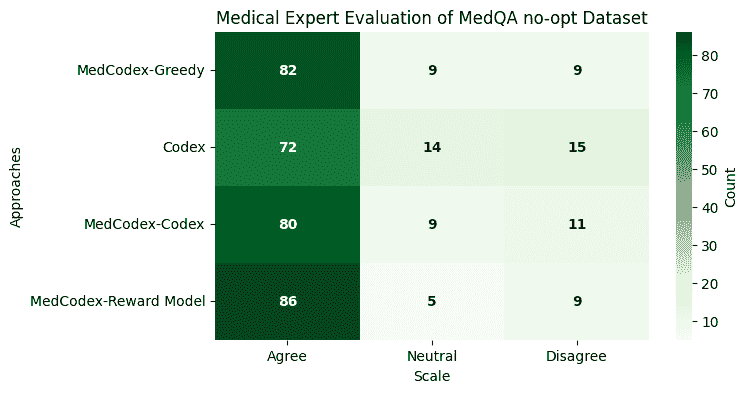 Medical Expert Evaluation of MedQA no-opt Dataset
MedCodex-Greedy 82 9 9
Codex 72 14 15
MedCodex-Codex 80 9 11
MedCodex-Reward Model 86 5 9
Agree Neutral Disagree
Scale
Approaches
80
70
60
50
40
30
20
10
Count